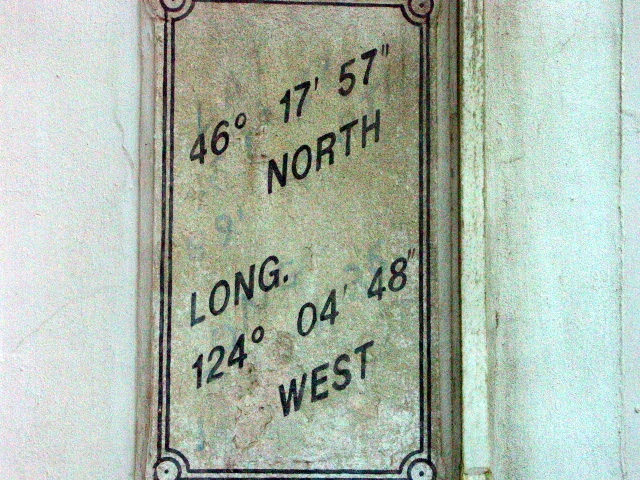 46° 17' 57"
NORTH
LONG.
124° 04' 48"
WEST